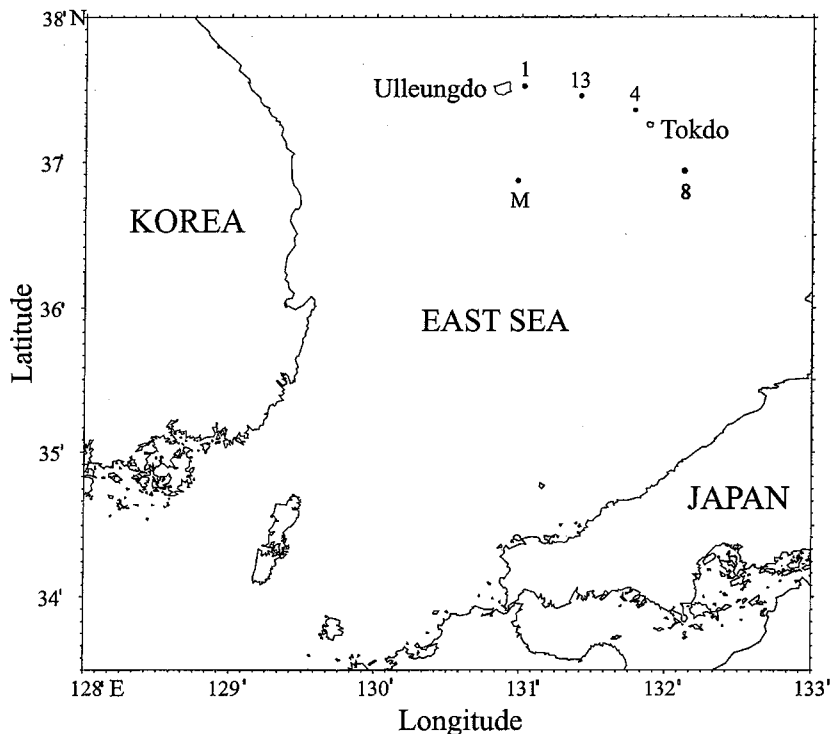 38' N
1
Ulleungdo
13
4
Tokdo
37'
M
8
KOREA
36'
EAST SEA
Latitude
35'
JAPAN
34'
128' E
129'
130'
131'
132'
133'
Longitude